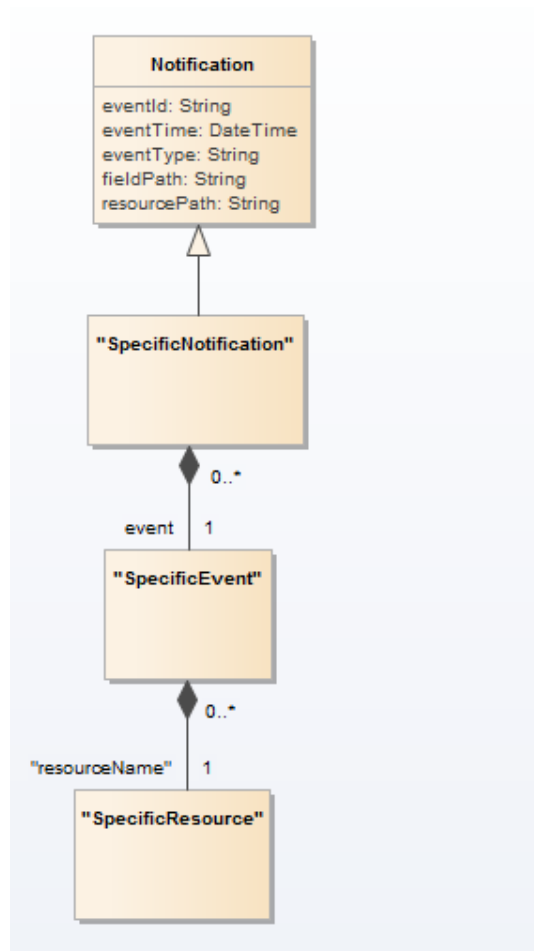 Notification
eventId: String
eventTime: DateTime
eventType: String
fieldPath: String
resourcePath: String
"SpecificNotification"
0..*
event 1
"SpecificEvent"
0..*
"resourceName" 1
"SpecificResource"